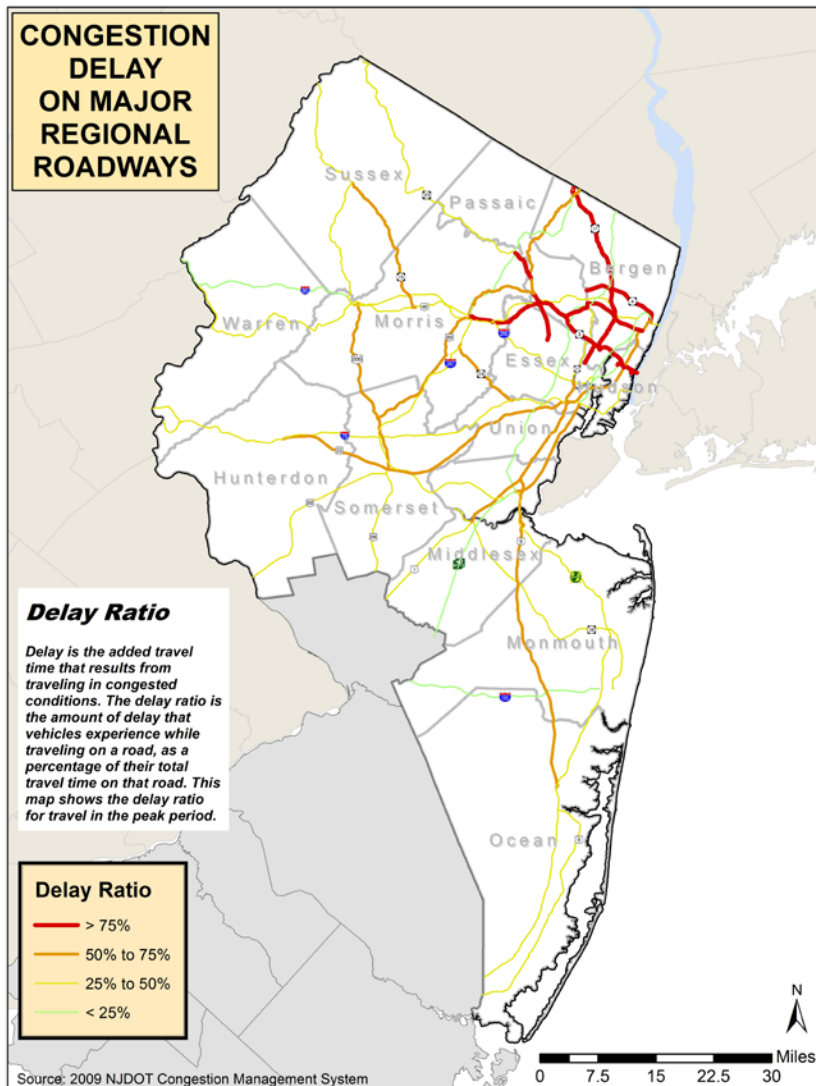 CONGESTION
DELAY
ON MAJOR
REGIONAL
ROADWAYS
Sussex
Passaic
Bergen
Warren
Morris
Essex
Hudson
Union
Hunterdon
Somerset
Middlesex
Monmouth
Ocean
Delay Ratio
Delay is the added travel
time that results from
traveling in congested
conditions. The delay ratio is
the amount of delay that
vehicles experience while
traveling on a road, as a
percentage of their total
travel time on that road. This
map shows the delay ratio
for travel in the peak period.
Delay Ratio
> 75%
50% to 75%
25% to 50%
< 25%
N
Miles
0 7.5 15 22.5 30
Source: 2009 NJDOT Congestion Management System